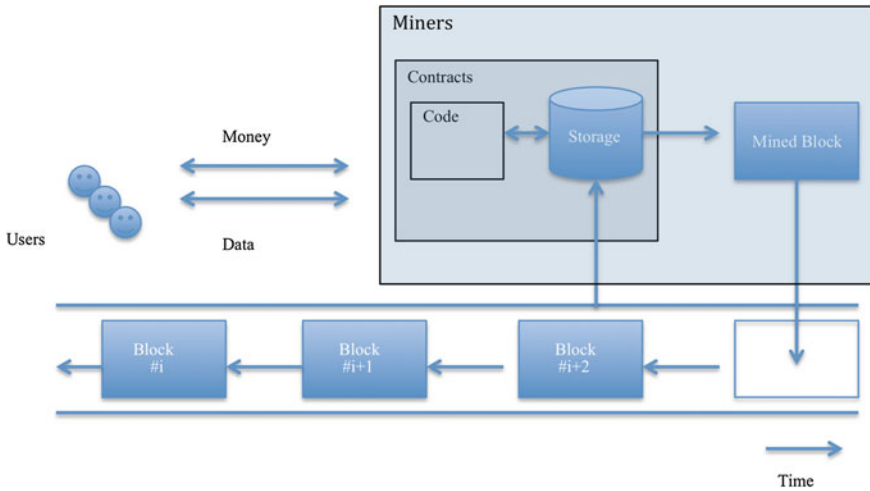 Miners
Contracts
Code
Storage
Mined Block
Money
Data
Users
Block
#i
Block
#i+1
Block
#i+2
Time